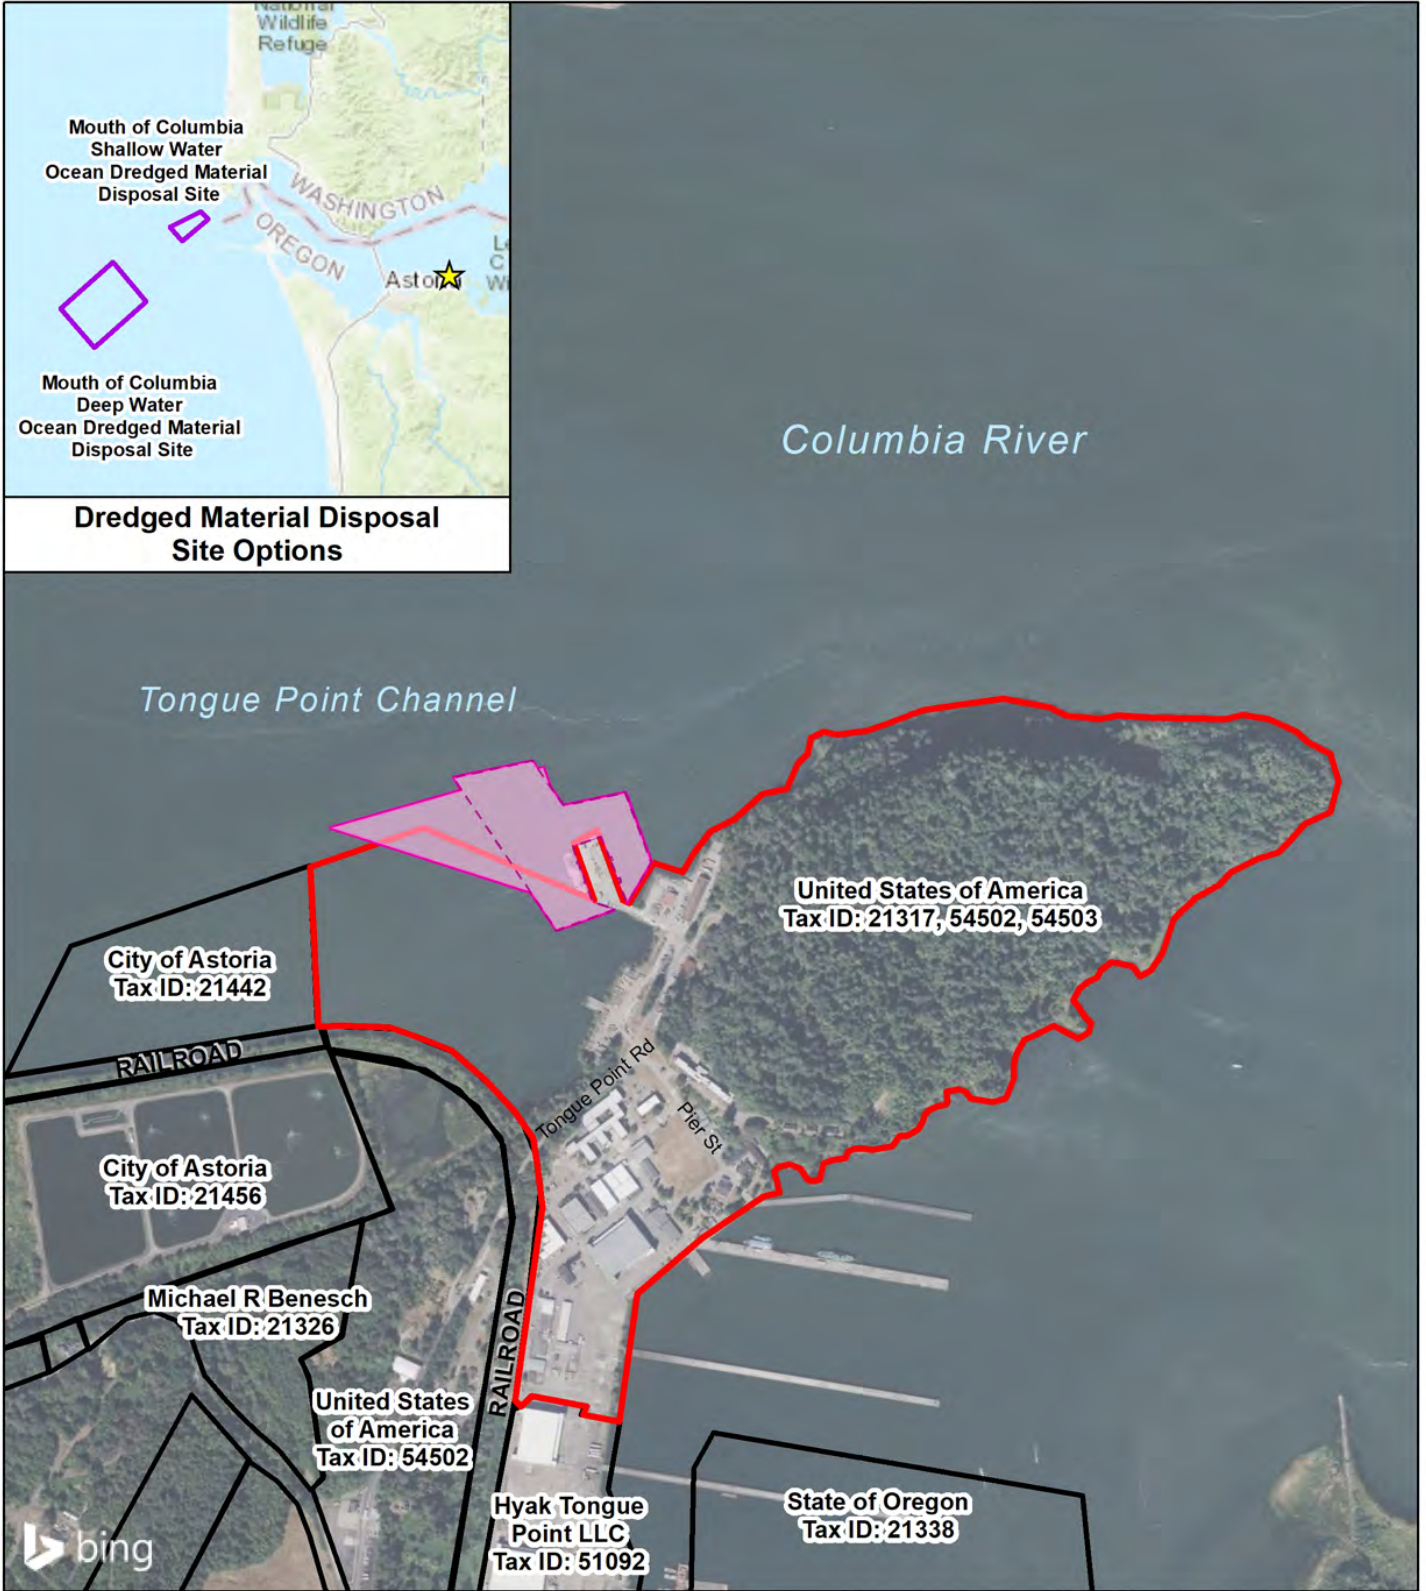 National
Wildlife
Refuge
Mouth of Columbia
Shallow Water
Ocean Dredged Material
Disposal Site
WASHINGTON
OREGON
Mouth of Columbia
Deep Water
Ocean Dredged Material
Disposal Site
Dredged Material Disposal
Site Options
Columbia River
Tongue Point Channel
United States of America
Tax ID: 21317, 54502, 54503
City of Astoria
Tax ID: 21442
RAILROAD
Tongue Point Rd
Pier St
City of Astoria
Tax ID: 21456
Michael R Benesch
Tax ID: 21326
RAILROAD
United States
of America
Tax ID: 54502
Hyak Tongue
Point LLC
Tax ID: 51092
State of Oregon
Tax ID: 21338
bing